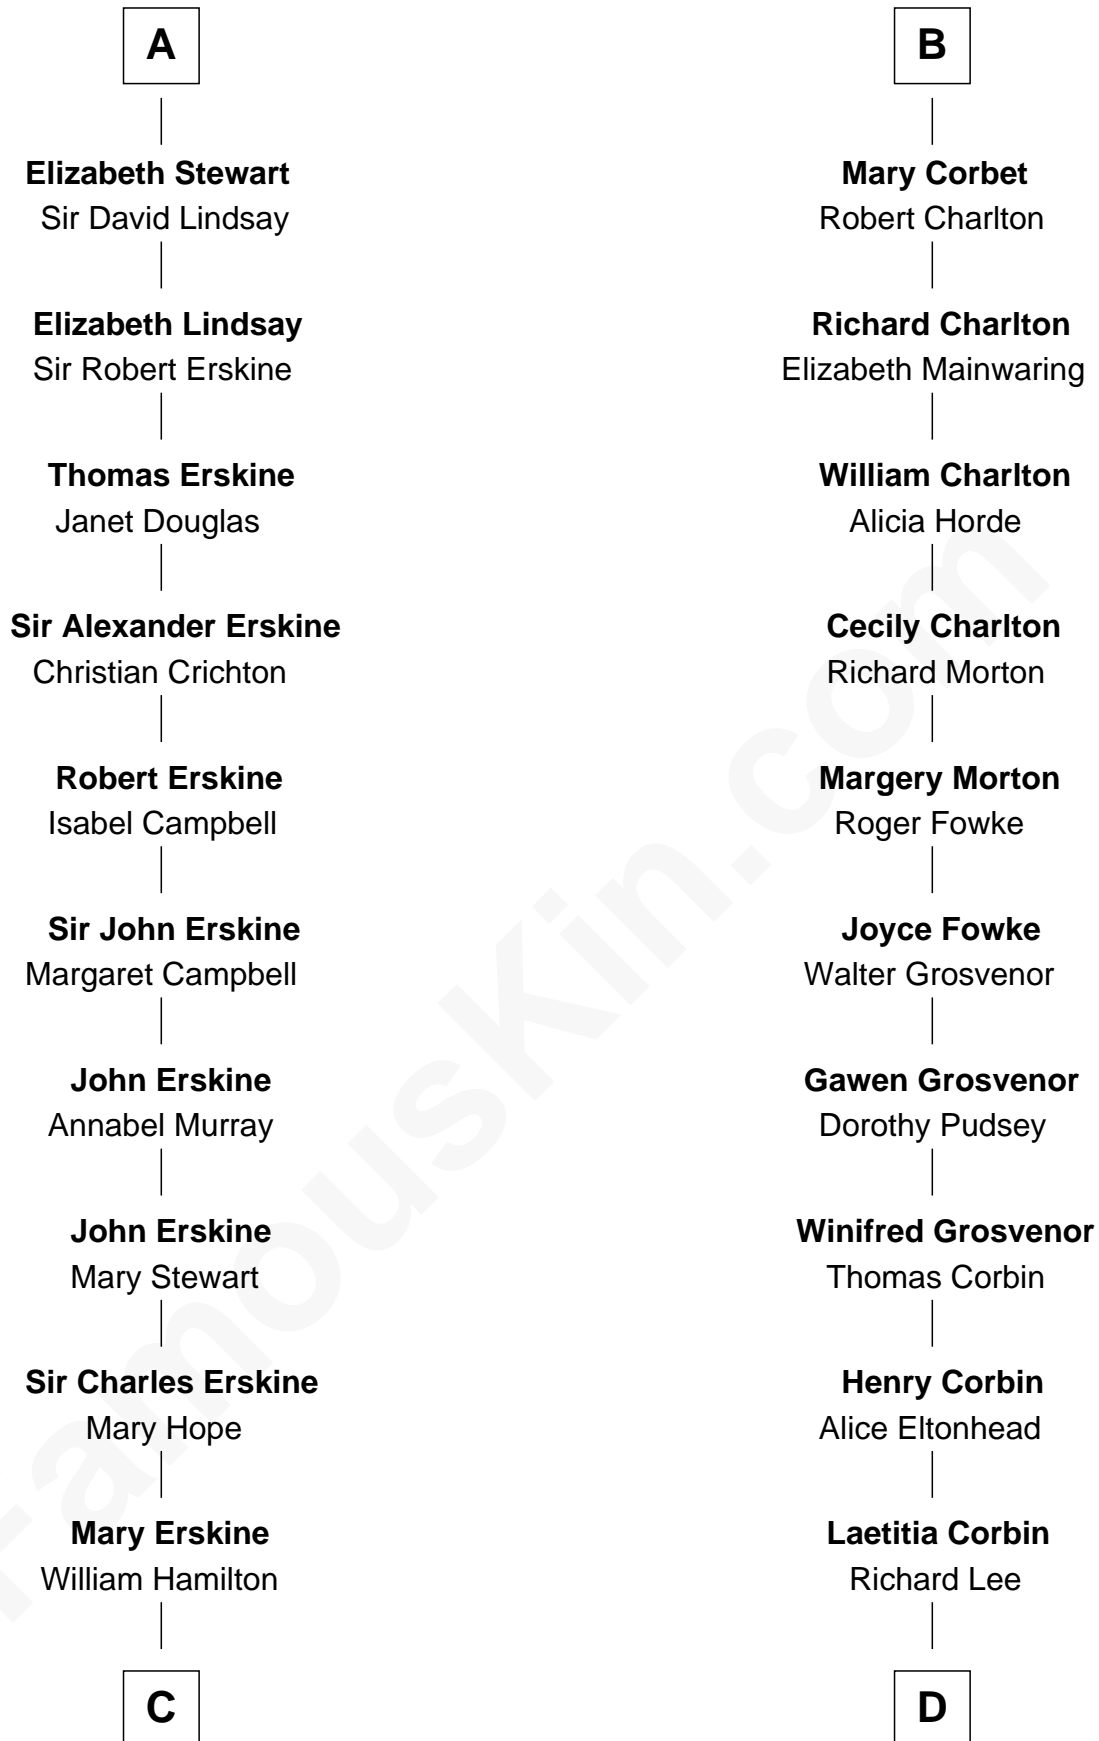 A
Elizabeth Stewart
Sir David Lindsay
Elizabeth Lindsay
Sir Robert Erskine
Thomas Erskine
Janet Douglas
Sir Alexander Erskine
Christian Crichton
Robert Erskine
Isabel Campbell
Sir John Erskine
Margaret Campbell
John Erskine
Annabel Murray
John Erskine
Mary Stewart
Sir Charles Erskine
Mary Hope
Mary Erskine
William Hamilton
C
B
Mary Corbet
Robert Charlton
Richard Charlton
Elizabeth Mainwaring
William Charlton
Alicia Horde
Cecily Charlton
Richard Morton
Margery Morton
Roger Fowke
Joyce Fowke
Walter Grosvenor
Gawen Grosvenor
Dorothy Pudsey
Winifred Grosvenor
Thomas Corbin
Henry Corbin
Alice Eltonhead
Laetitia Corbin
Richard Lee
D
FamousKin.com